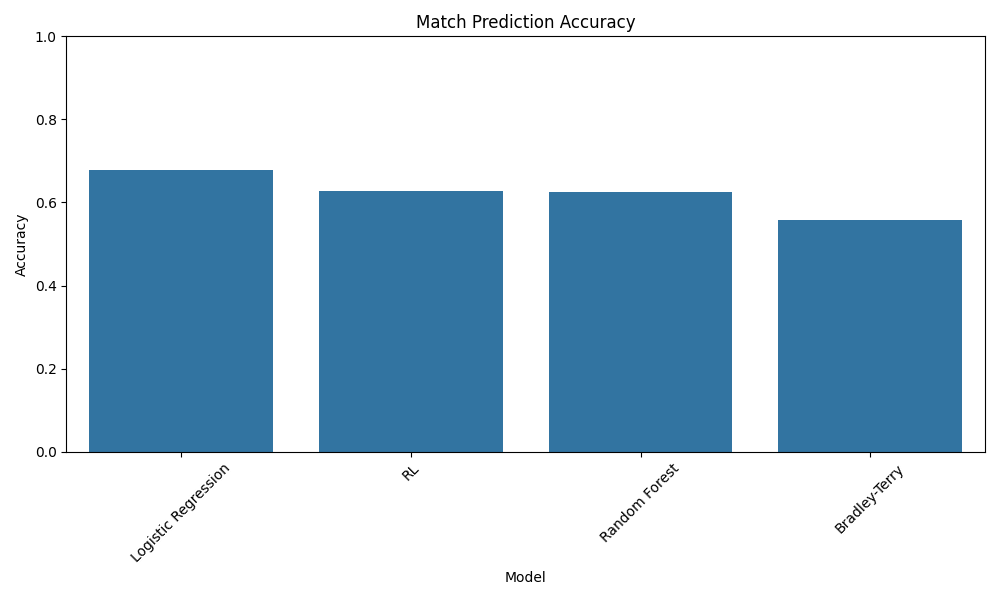 Match Prediction Accuracy
1.0
0.8
0.6
0.4
0.2
0.0
Accuracy
Logistic Regression
RL
Random Forest
Bradley-Terry
Model